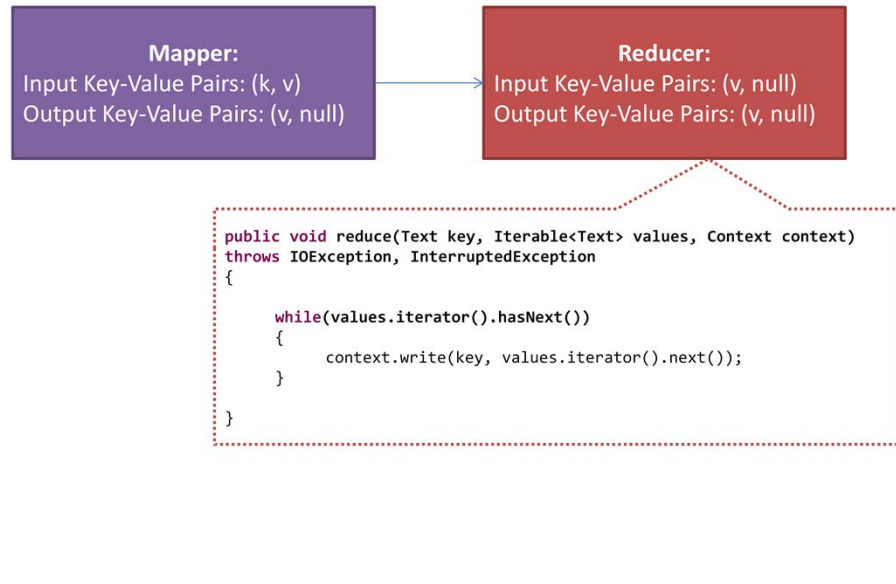 Mapper:
Input Key-Value Pairs: (k, v)
Output Key-Value Pairs: (v, null)
Reducer:
Input Key-Value Pairs: (v, null)
Output Key-Value Pairs: (v, null)
public void reduce(Text key, Iterable<Text> values, Context context)
throws IOException, InterruptedException
{
while(values.iterator().hasNext())
{
context.write(key, values.iterator().next());
}
}